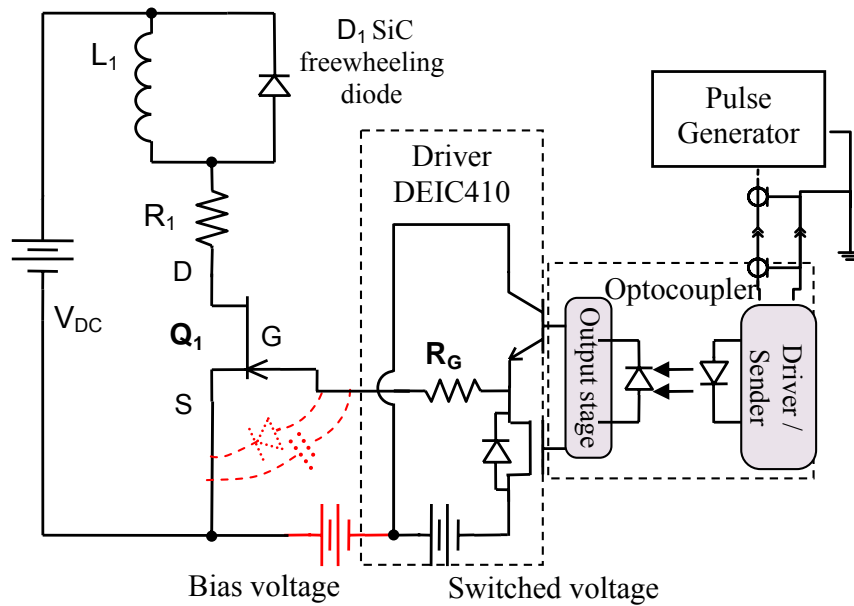 L1
D1 SiC
freewheeling
diode
Pulse
Generator
Driver
DEIC410
R1
D
VDC
Q1
G
S
RG
Optocoupler
Output stage
Driver /
Sender
Bias voltage
Switched voltage